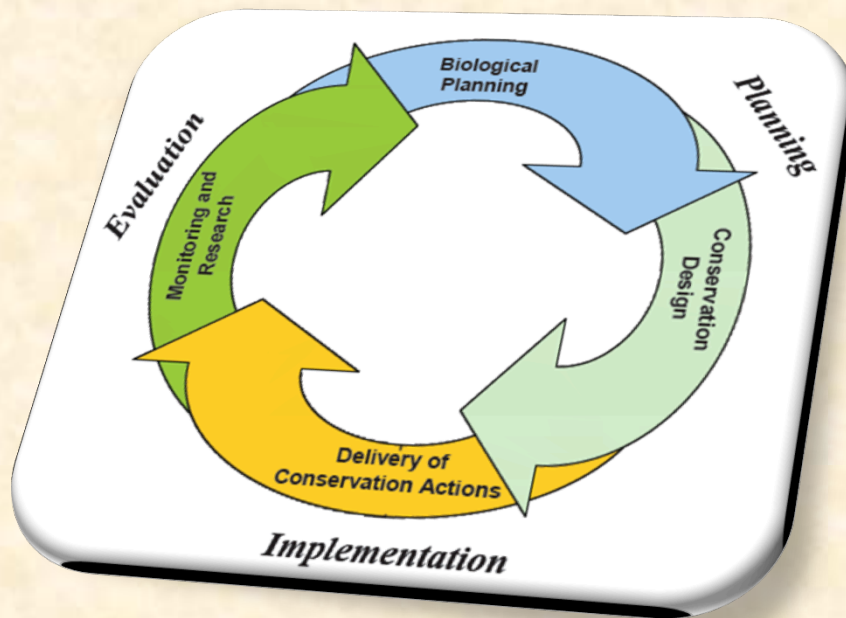 Biological
Planning
Planning
Conservation
Design
Delivery of
Conservation Actions
Implementation
Monitoring and
Research
Evaluation